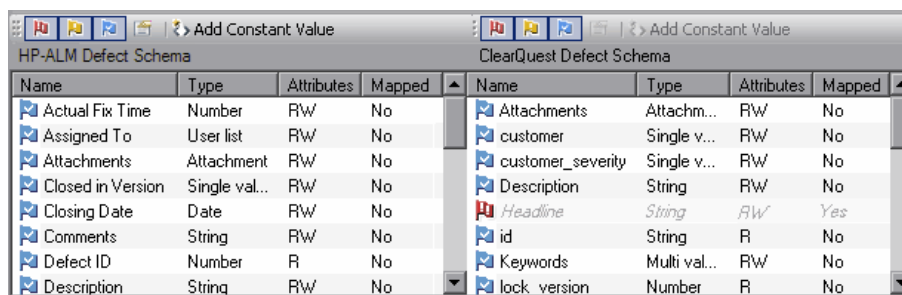 Add Constant Value
HP-ALM Defect Schema
Name Type Attributes Mapped
Actual Fix Time Number RW No
Assigned To User list RW No
Attachments Attachment RW No
Closed in Version Single val... RW No
Closing Date Date RW No
Comments String RW No
Defect ID Number R No
Description String RW No
Add Constant Value
ClearQuest Defect Schema
Name Type Attributes Mapped
Attachments Attachm... RW No
customer Single v... RW No
customer_severity Single v... RW No
Description String RW No
Headline String RW Yes
id String R No
Keywords Multi val... RW No
lock_version Number R No